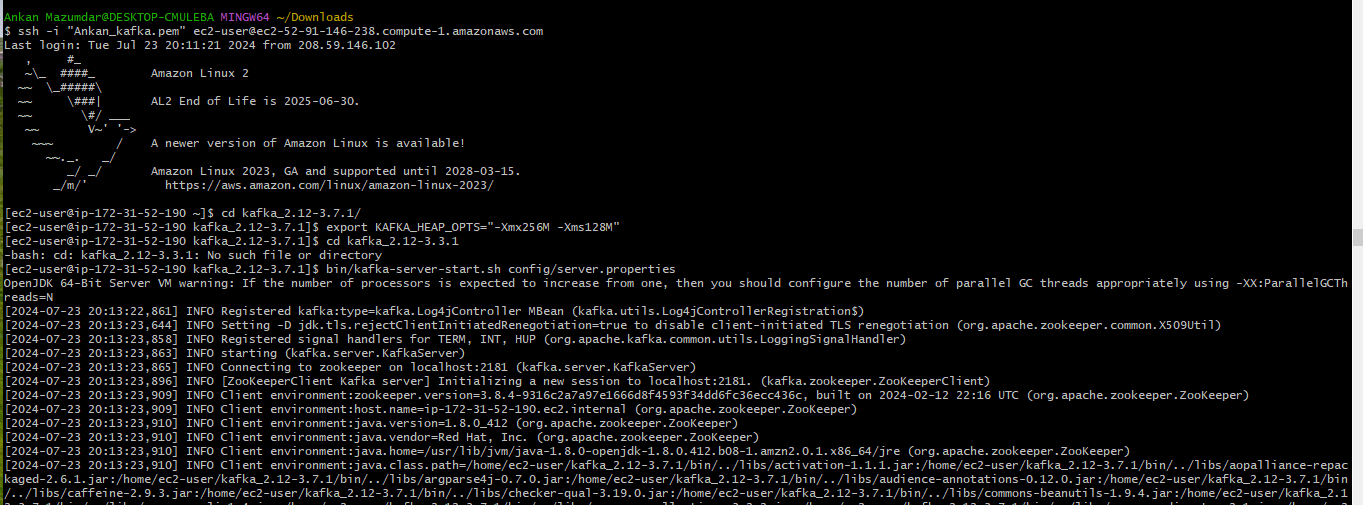 Ankan Mazumdar@DESKTOP-CMULEBA MINGW64 ~/Downloads
$ ssh -i "Ankan_kafka.pem" ec2-user@ec2-52-91-146-238.compute-1.amazonaws.com
Last login: Tue Jul 23 20:11:21 2024 from 208.59.146.102
   ,     #_
   ~\_  ####_        Amazon Linux 2
  ~~  \_#####\
  ~~     \###|       AL2 End of Life is 2025-06-30.
  ~~       \#/ ___
   ~~       V~' '->
    ~~~         /    A newer version of Amazon Linux is available!
      ~~._.   _/
         _/ _/       Amazon Linux 2023, GA and supported until 2028-03-15.
       _/m/'           https://aws.amazon.com/linux/amazon-linux-2023/
[ec2-user@ip-172-31-52-190 ~]$ cd kafka_2.12-3.7.1/
[ec2-user@ip-172-31-52-190 kafka_2.12-3.7.1]$ export KAFKA_HEAP_OPTS="-Xmx256M -Xms128M"
[ec2-user@ip-172-31-52-190 kafka_2.12-3.7.1]$ cd kafka_2.12-3.3.1
-bash: cd: kafka_2.12-3.3.1: No such file or directory
[ec2-user@ip-172-31-52-190 kafka_2.12-3.7.1]$ bin/kafka-server-start.sh config/server.properties
OpenJDK 64-Bit Server VM warning: If the number of processors is expected to increase from one, then you should configure the number of parallel GC threads appropriately using -XX:ParallelGCTh
reads=N
[2024-07-23 20:13:22,861] INFO Registered kafka:type=kafka.Log4jController MBean (kafka.utils.Log4jControllerRegistration$)
[2024-07-23 20:13:23,644] INFO Setting -D jdk.tls.rejectClientInitiatedRenegotiation=true to disable client-initiated TLS renegotiation (org.apache.zookeeper.common.X509Util)
[2024-07-23 20:13:23,858] INFO Registered signal handlers for TERM, INT, HUP (org.apache.kafka.common.utils.LoggingSignalHandler)
[2024-07-23 20:13:23,863] INFO starting (kafka.server.KafkaServer)
[2024-07-23 20:13:23,865] INFO Connecting to zookeeper on localhost:2181 (kafka.server.KafkaServer)
[2024-07-23 20:13:23,896] INFO [ZooKeeperClient Kafka server] Initializing a new session to localhost:2181. (kafka.zookeeper.ZooKeeperClient)
[2024-07-23 20:13:23,909] INFO Client environment:zookeeper.version=3.8.4-9316c2a7a97e1666d8f4593f34dd6fc36ecc436c, built on 2024-02-12 22:16 UTC (org.apache.zookeeper.ZooKeeper)
[2024-07-23 20:13:23,909] INFO Client environment:host.name=ip-172-31-52-190.ec2.internal (org.apache.zookeeper.ZooKeeper)
[2024-07-23 20:13:23,910] INFO Client environment:java.version=1.8.0_412 (org.apache.zookeeper.ZooKeeper)
[2024-07-23 20:13:23,910] INFO Client environment:java.vendor=Red Hat, Inc. (org.apache.zookeeper.ZooKeeper)
[2024-07-23 20:13:23,910] INFO Client environment:java.home=/usr/lib/jvm/java-1.8.0-openjdk-1.8.0.412.b08-1.amzn2.0.1.x86_64/jre (org.apache.zookeeper.ZooKeeper)
[2024-07-23 20:13:23,910] INFO Client environment:java.class.path=/home/ec2-user/kafka_2.12-3.7.1/bin/../libs/activation-1.1.1.jar:/home/ec2-user/kafka_2.12-3.7.1/bin/../libs/aopalliance-repac
kaged-2.6.1.jar:/home/ec2-user/kafka_2.12-3.7.1/bin/../libs/argparse4j-0.7.0.jar:/home/ec2-user/kafka_2.12-3.7.1/bin/../libs/audience-annotations-0.12.0.jar:/home/ec2-user/kafka_2.12-3.7.1/bin
/../libs/caffeine-2.9.3.jar:/home/ec2-user/kafka_2.12-3.7.1/bin/../libs/checker-qual-3.19.0.jar:/home/ec2-user/kafka_2.12-3.7.1/bin/../libs/commons-beanutils-1.9.4.jar:/home/ec2-user/kafka_2.1